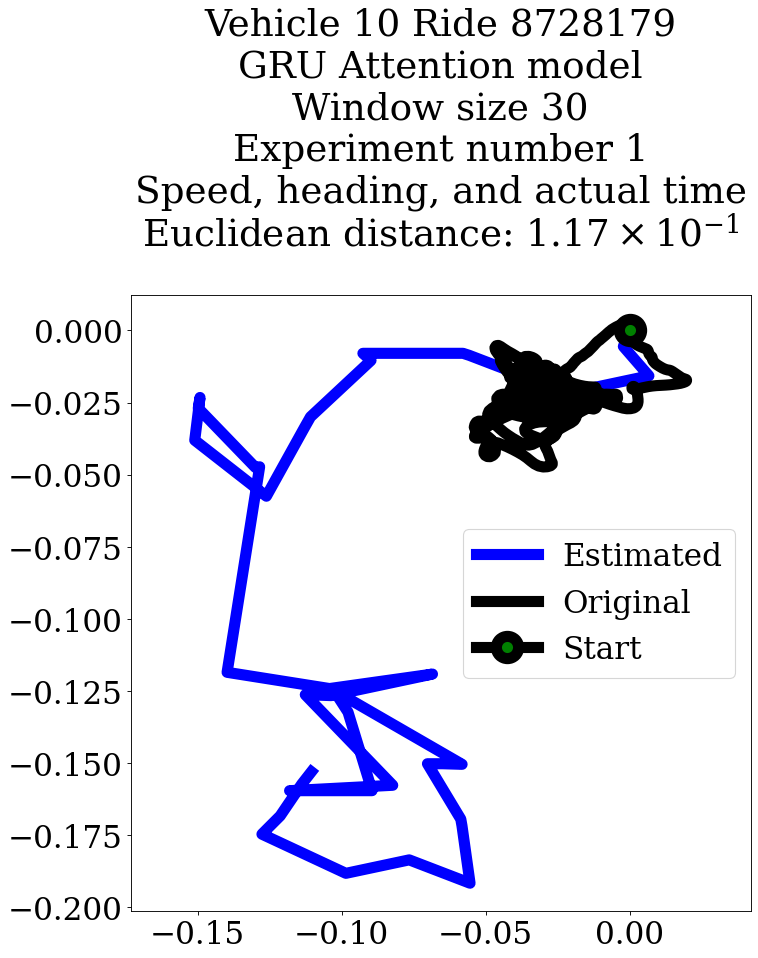 Vehicle 10 Ride 8728179
GRU Attention model
Window size 30
Experiment number 1
Speed, heading, and actual time
Euclidean distance: 1.17 × 10⁻¹
0.000
−0.025
−0.050
−0.075
−0.100
−0.125
−0.150
−0.175
−0.200
Estimated
Original
Start
−0.15 −0.10 −0.05 0.00